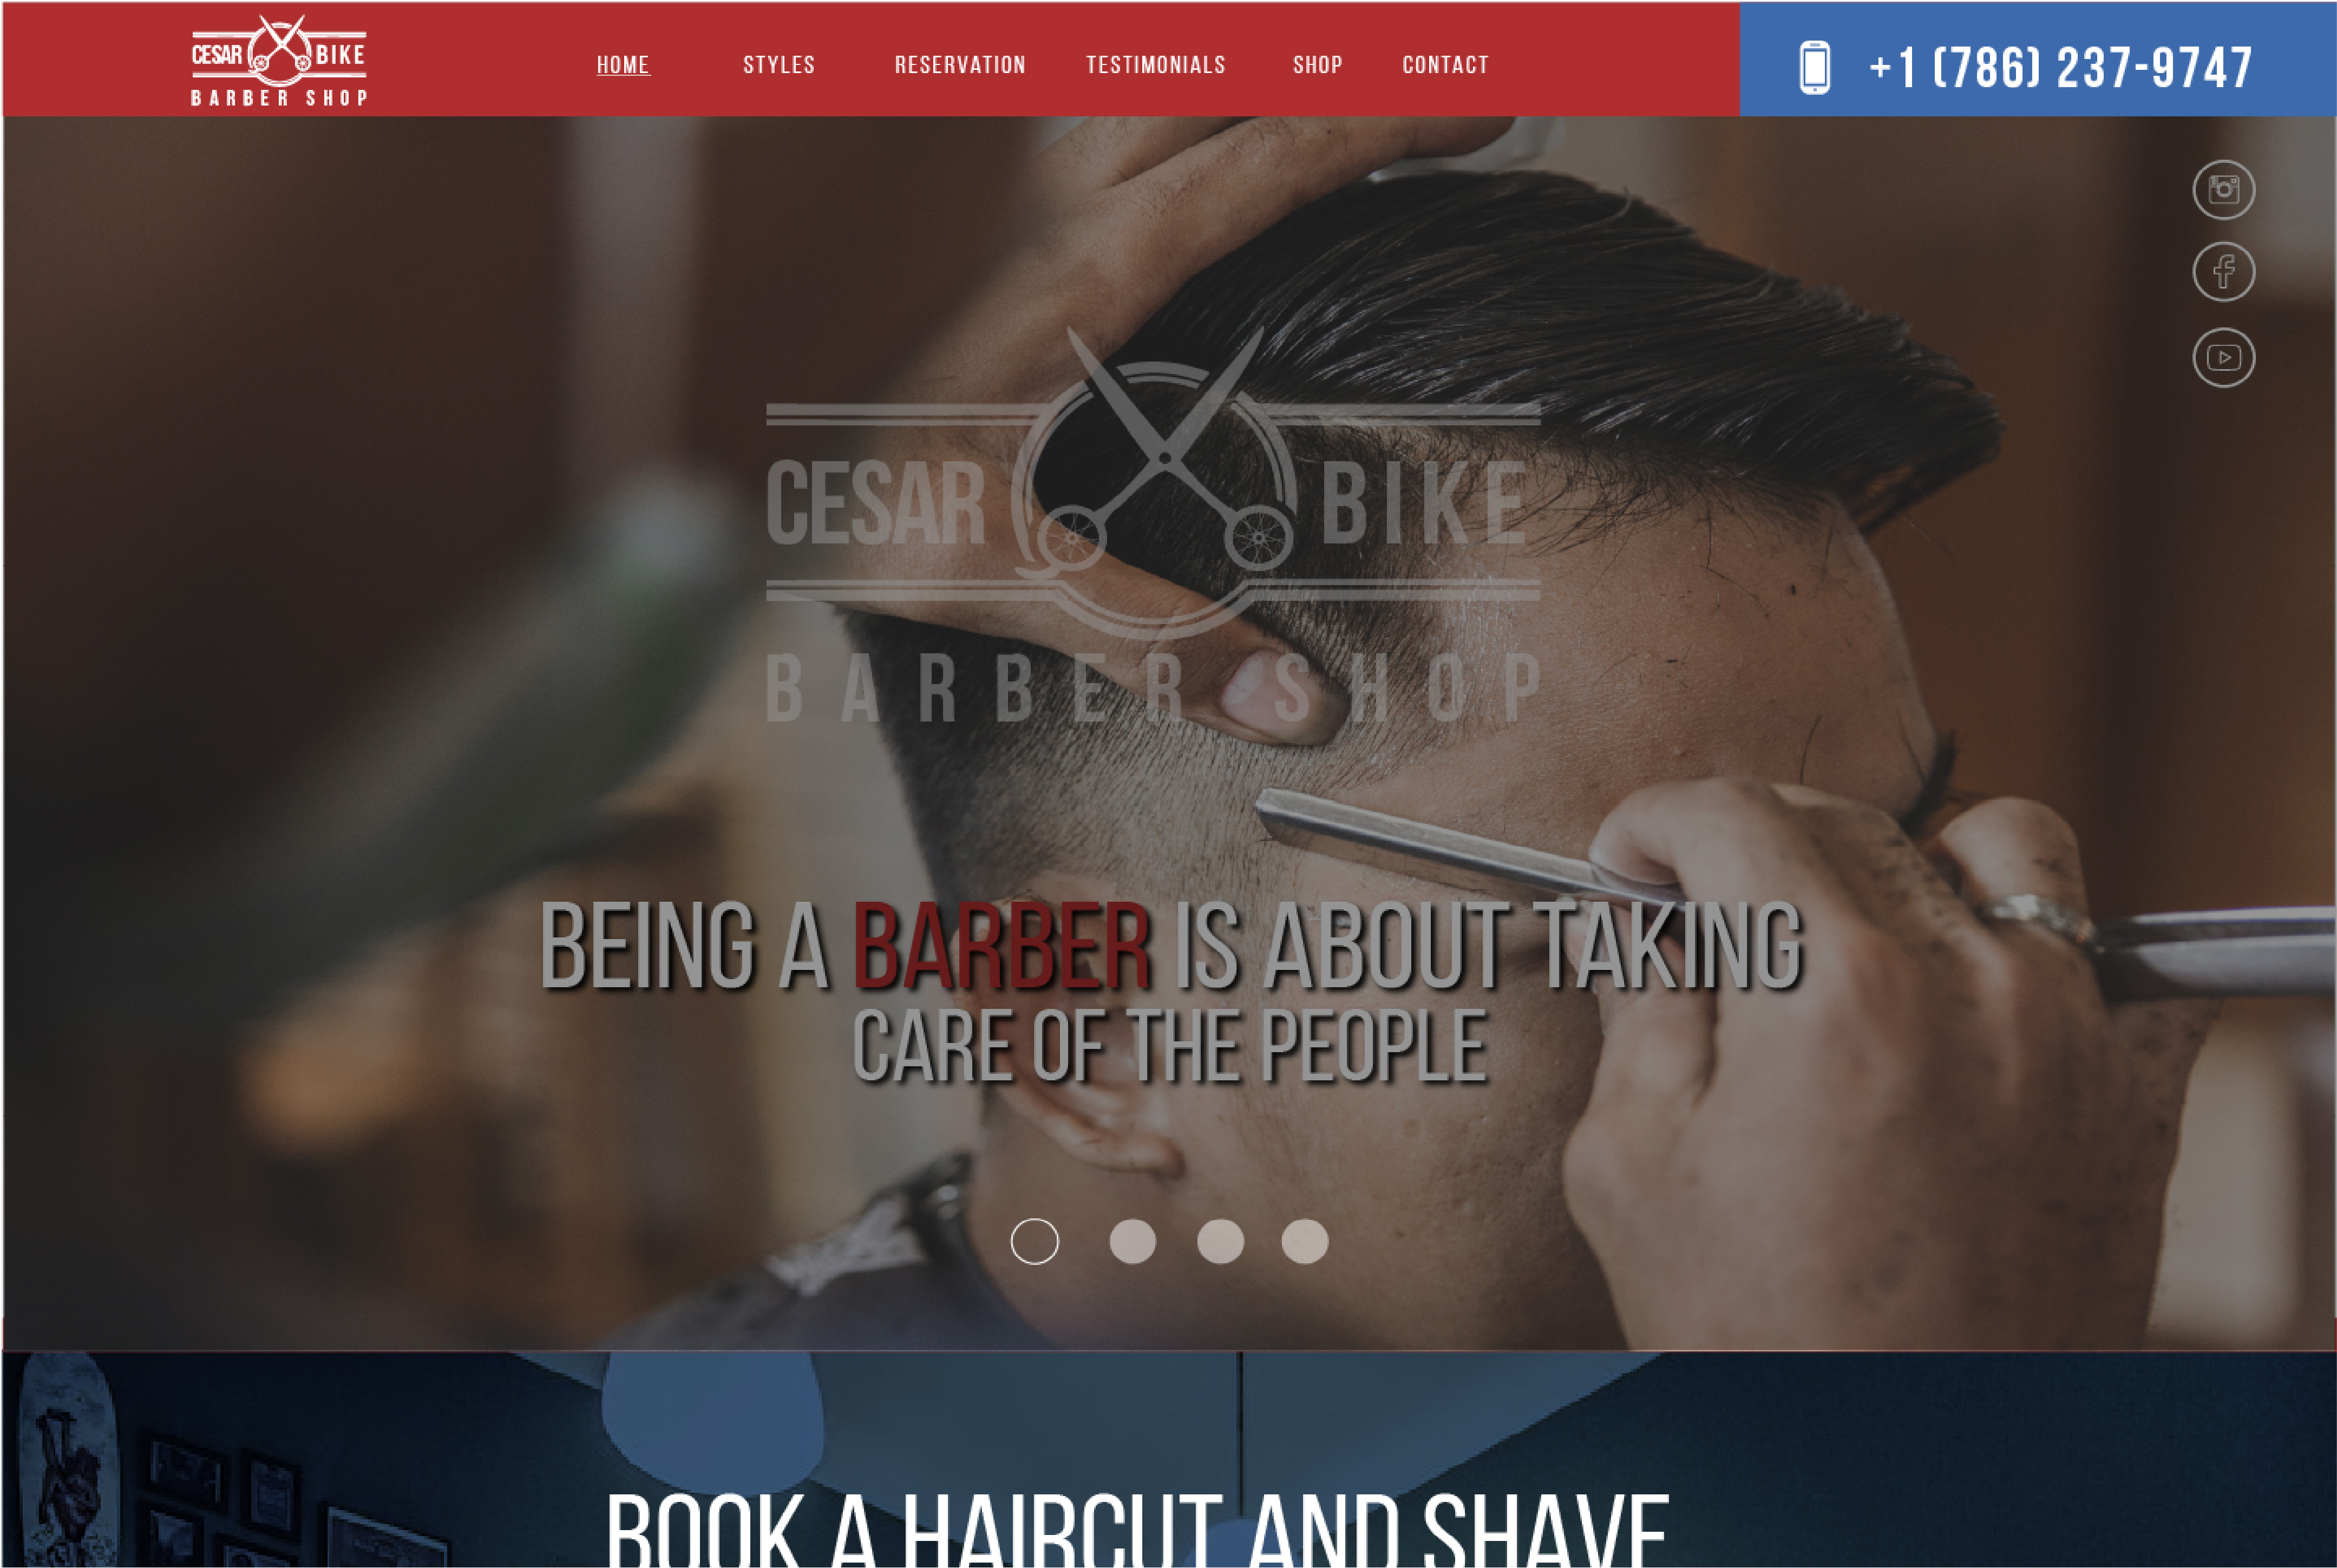 CESAR BIKE
BARBER SHOP
HOME STYLES RESERVATION TESTIMONIALS SHOP CONTACT
+1 (786) 237-9747
CESAR BIKE
BARBER SHOP
BEING A BARBER IS ABOUT TAKING
CARE OF THE PEOPLE
BOOK A HAIRCUT AND SHAVE